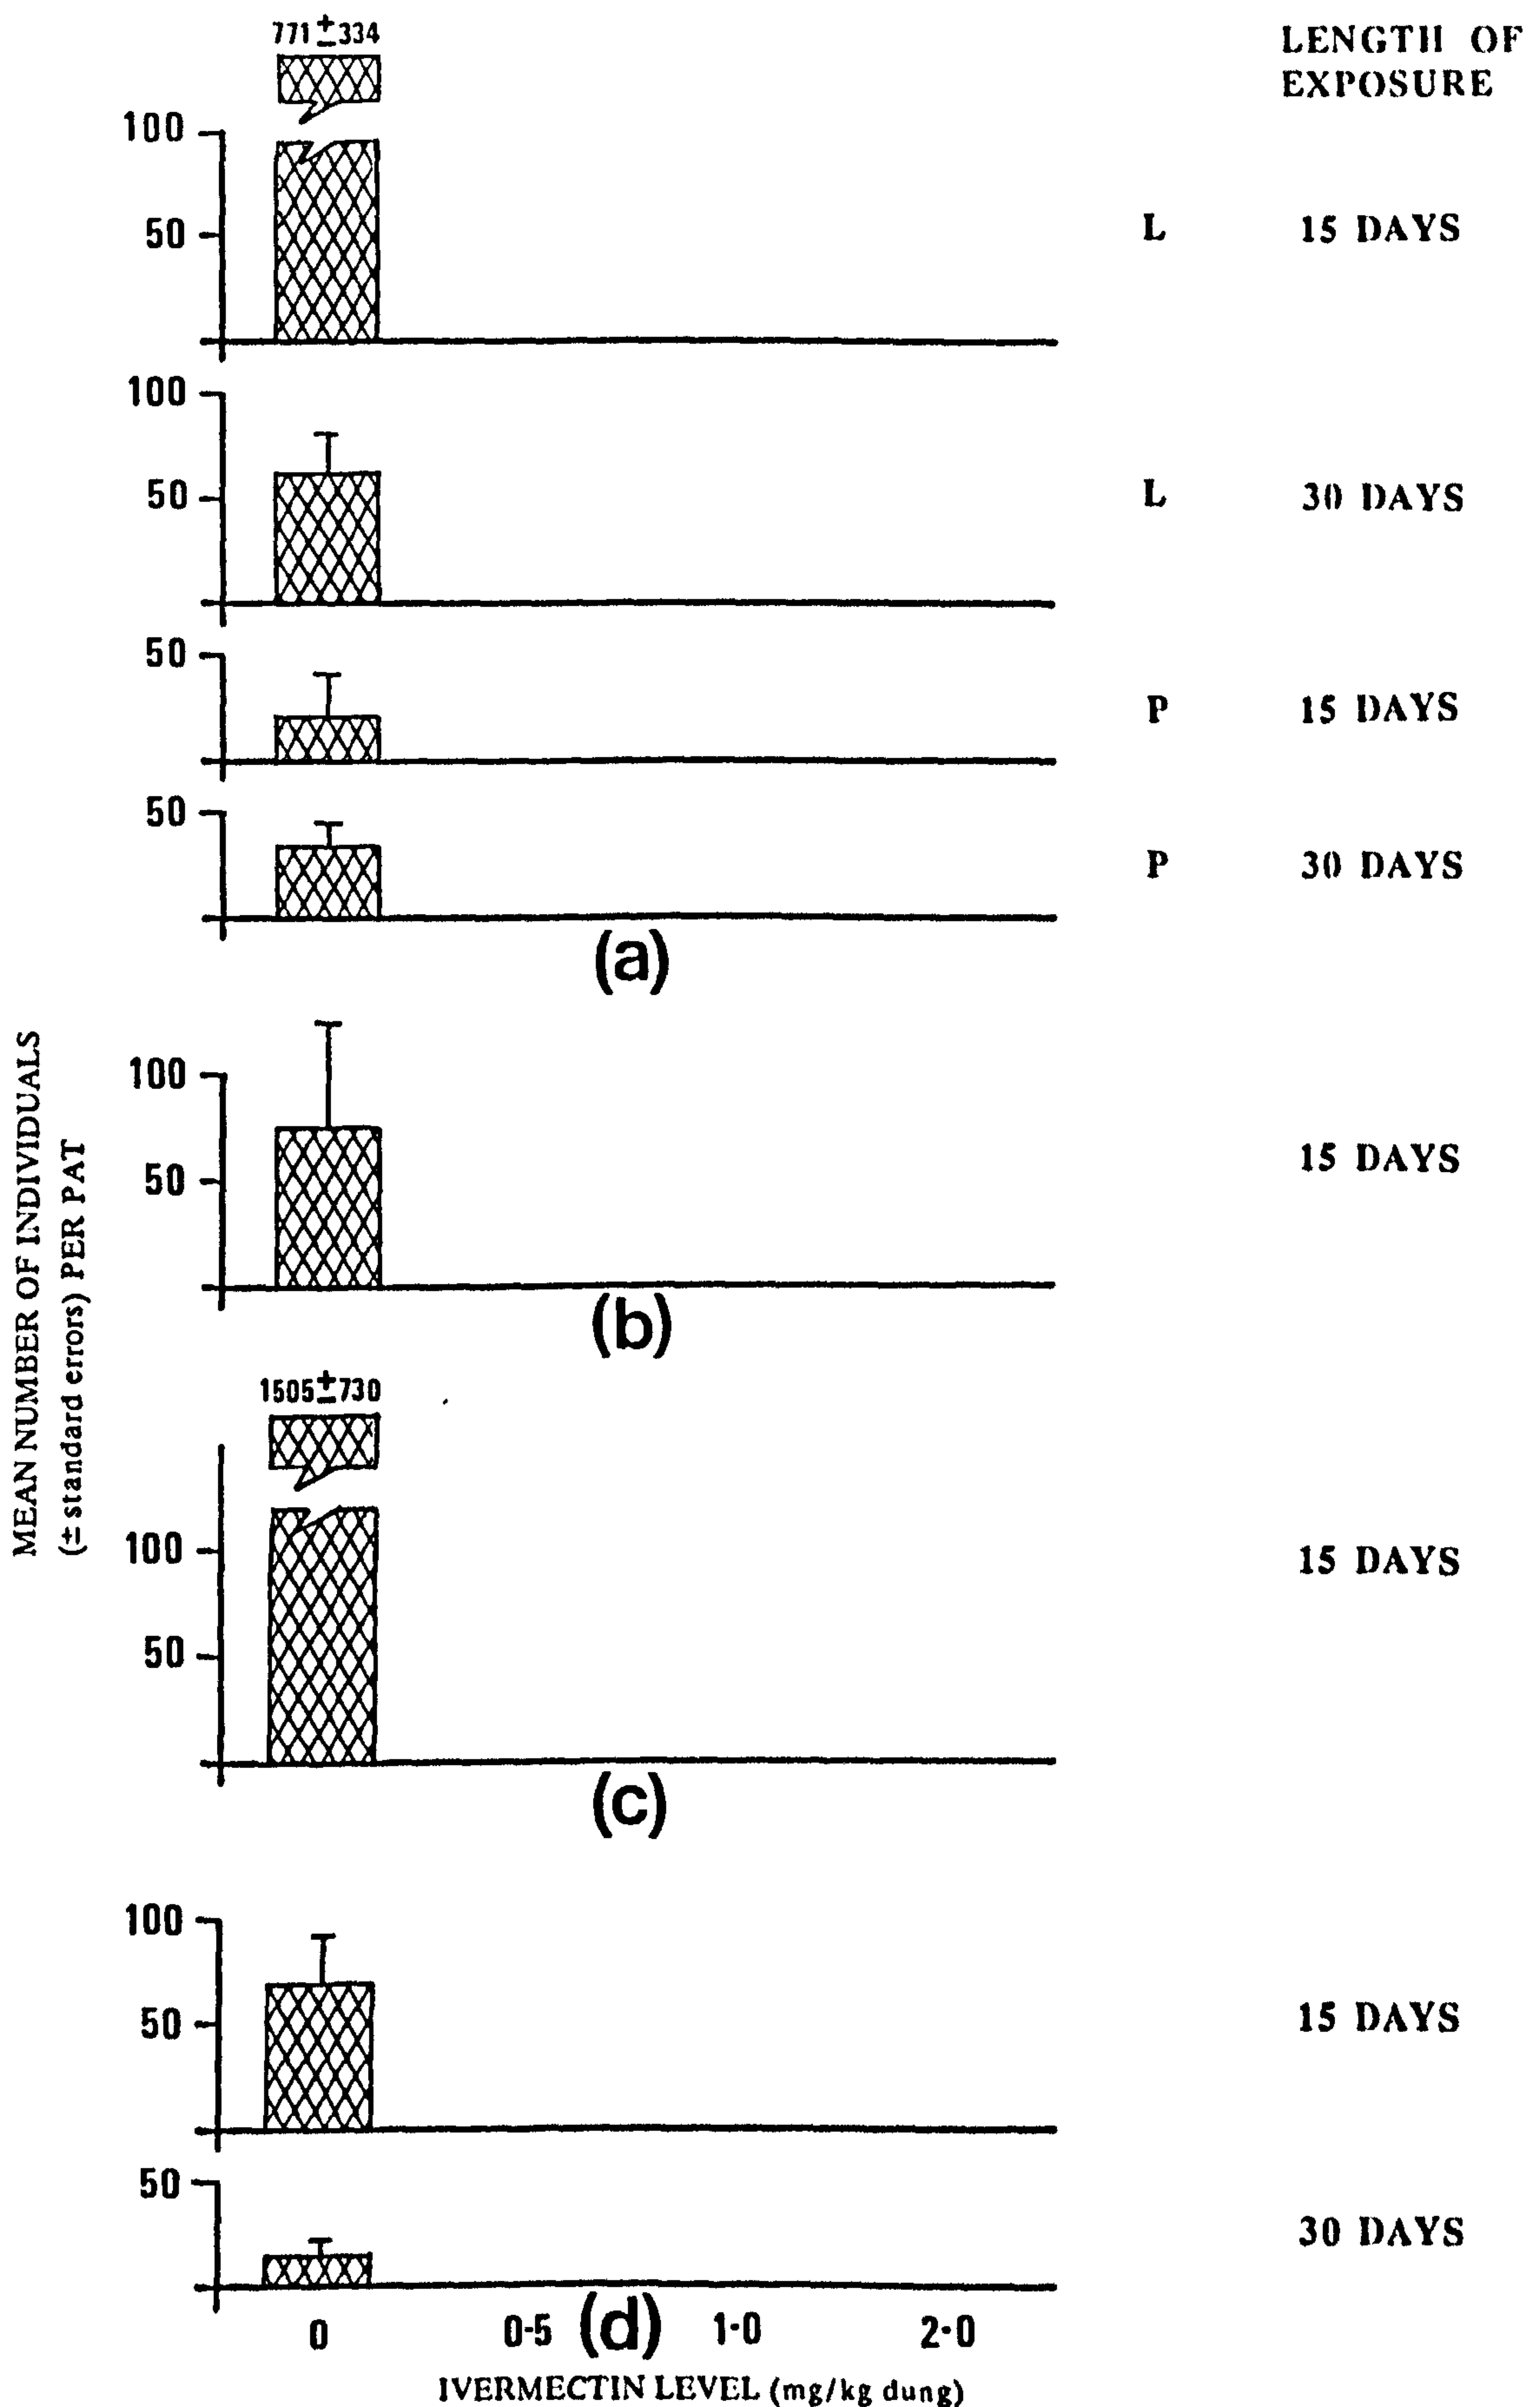 771±334
LENGTH OF
EXPOSURE
100
50
L 15 DAYS
100
50
L 30 DAYS
50
P 15 DAYS
50
P 30 DAYS
(a)
MEAN NUMBER OF INDIVIDUALS
(± standard errors) PER PAT
100
50
15 DAYS
(b)
1505±730
100
50
15 DAYS
(c)
100
50
15 DAYS
50
30 DAYS
(d)
0 0·5 1·0 2·0
IVERMECTIN LEVEL (mg/kg dung)